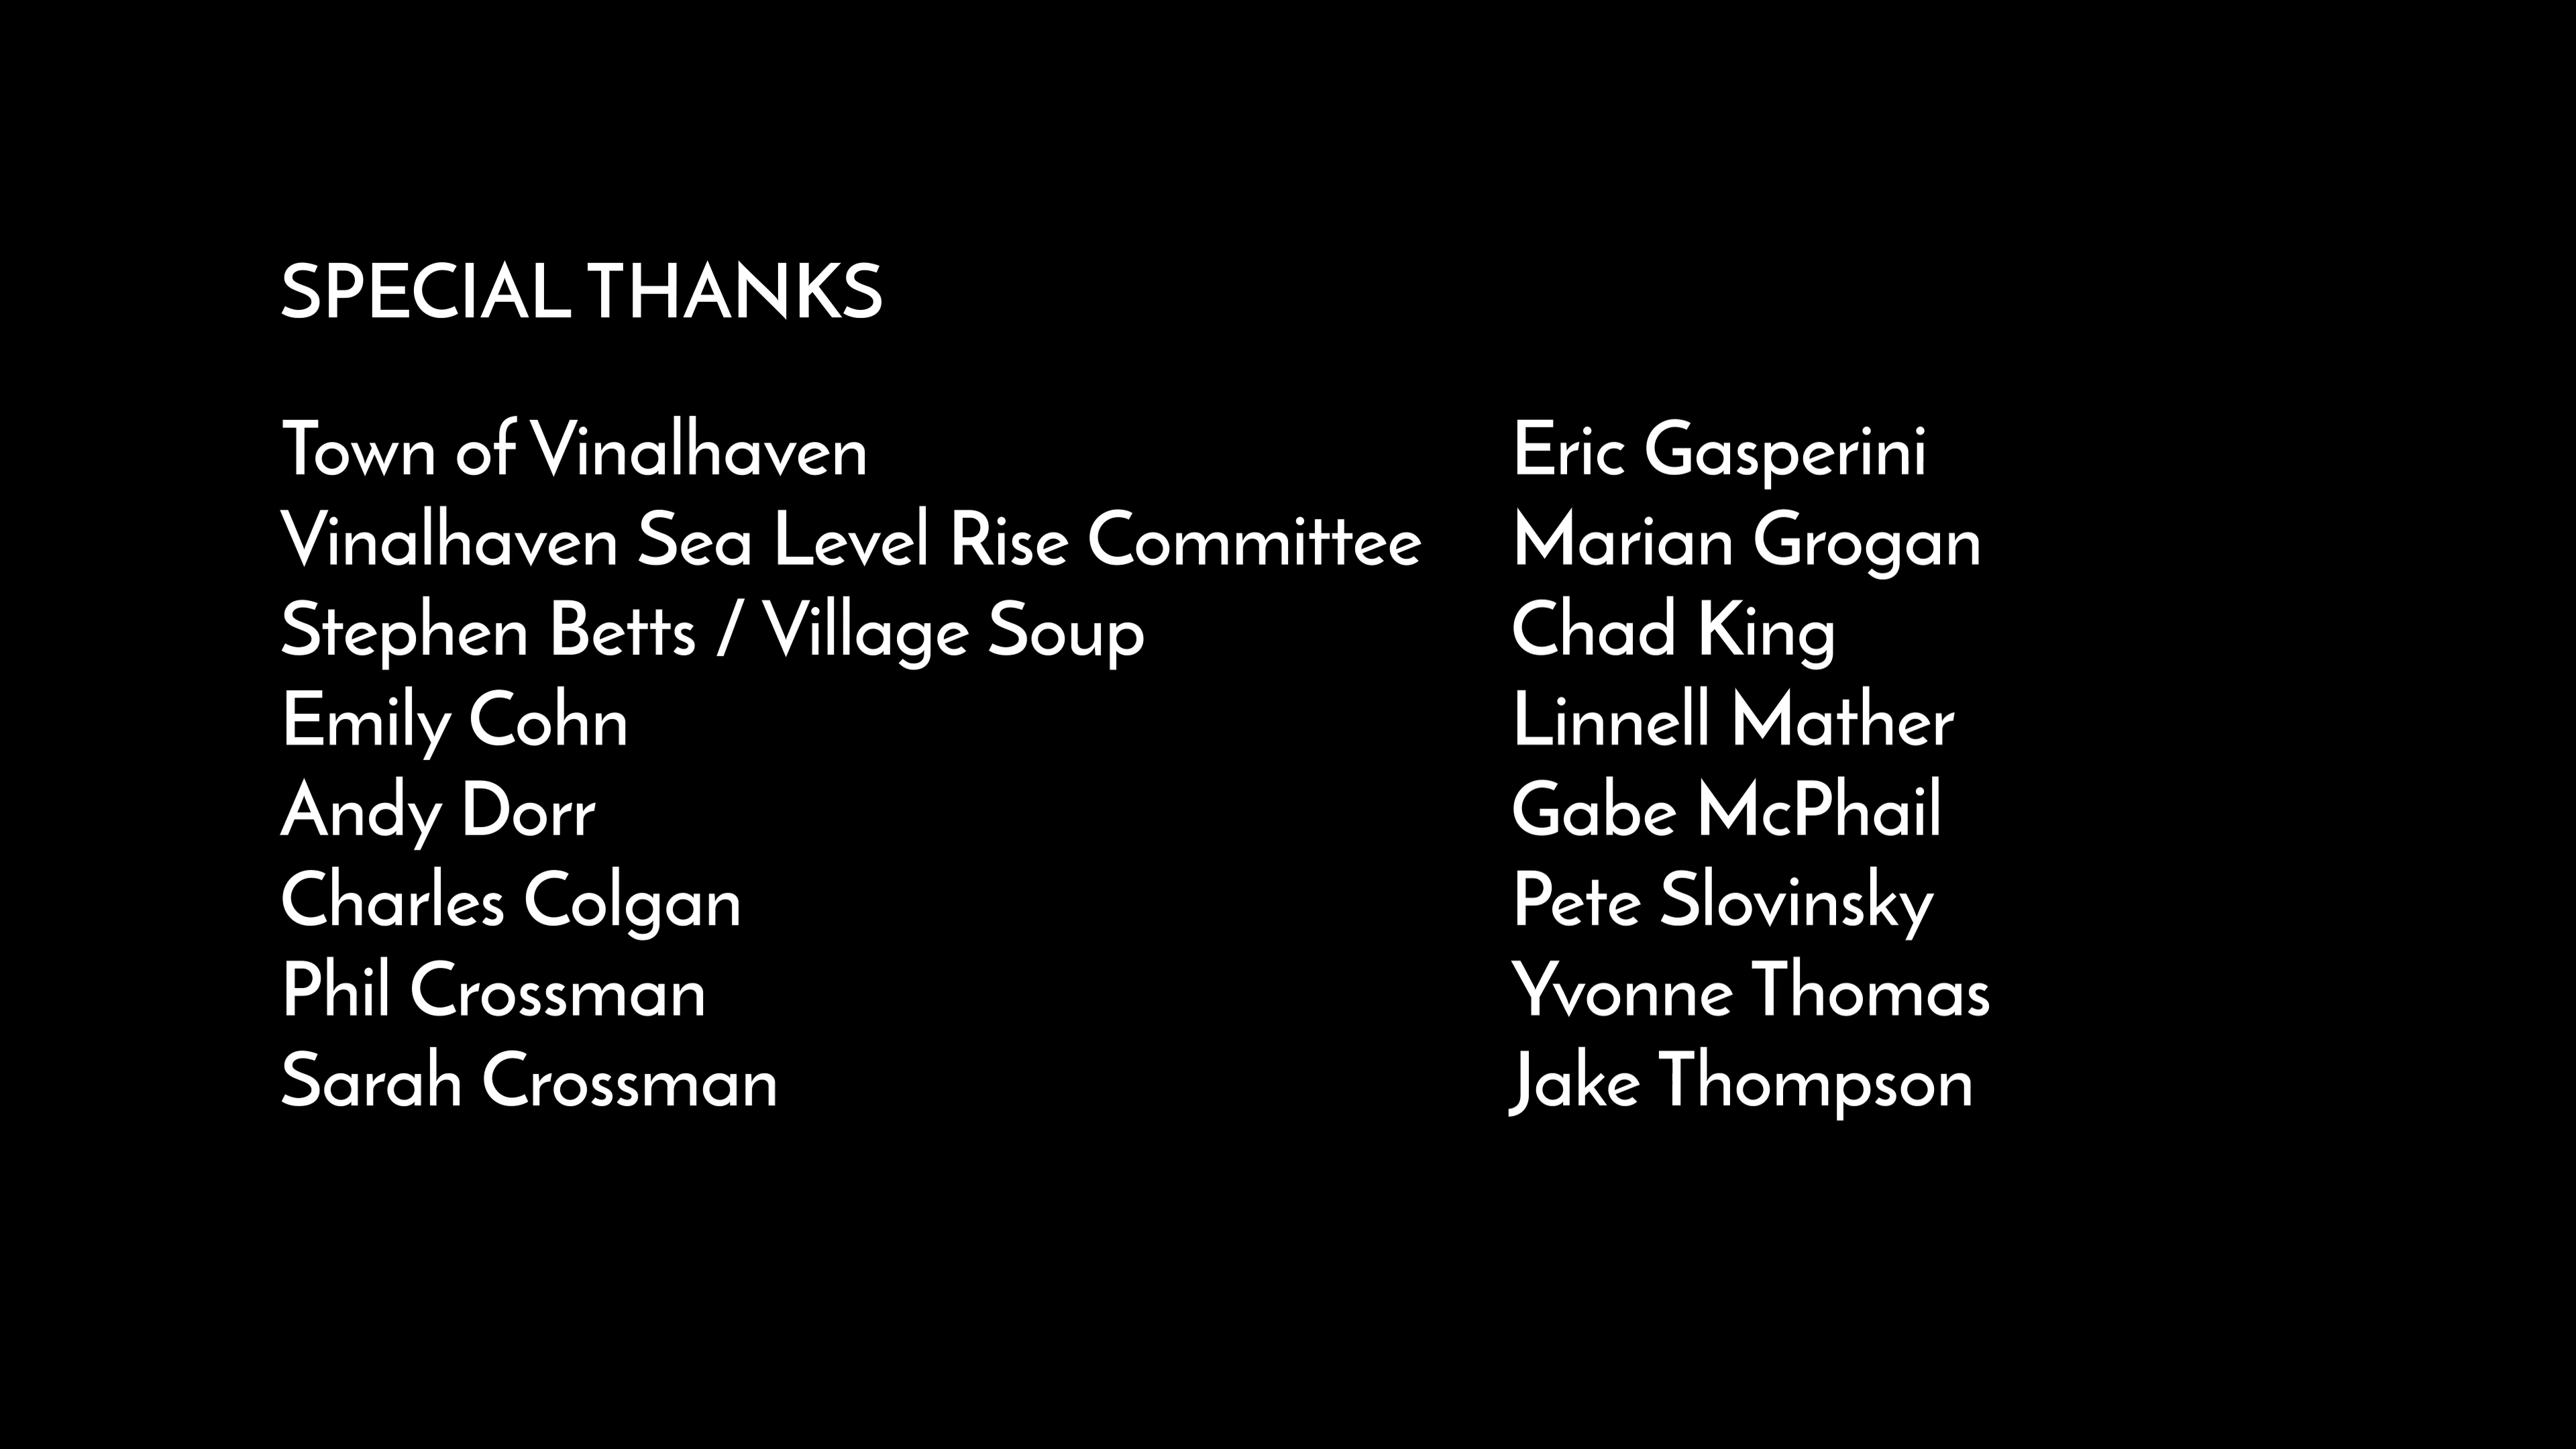 SPECIAL THANKS
Town of Vinalhaven
Vinalhaven Sea Level Rise Committee
Stephen Betts / Village Soup
Emily Cohn
Andy Dorr
Charles Colgan
Phil Crossman
Sarah Crossman
Eric Gasperini
Marian Grogan
Chad King
Linnell Mather
Gabe McPhail
Pete Slovinsky
Yvonne Thomas
Jake Thompson